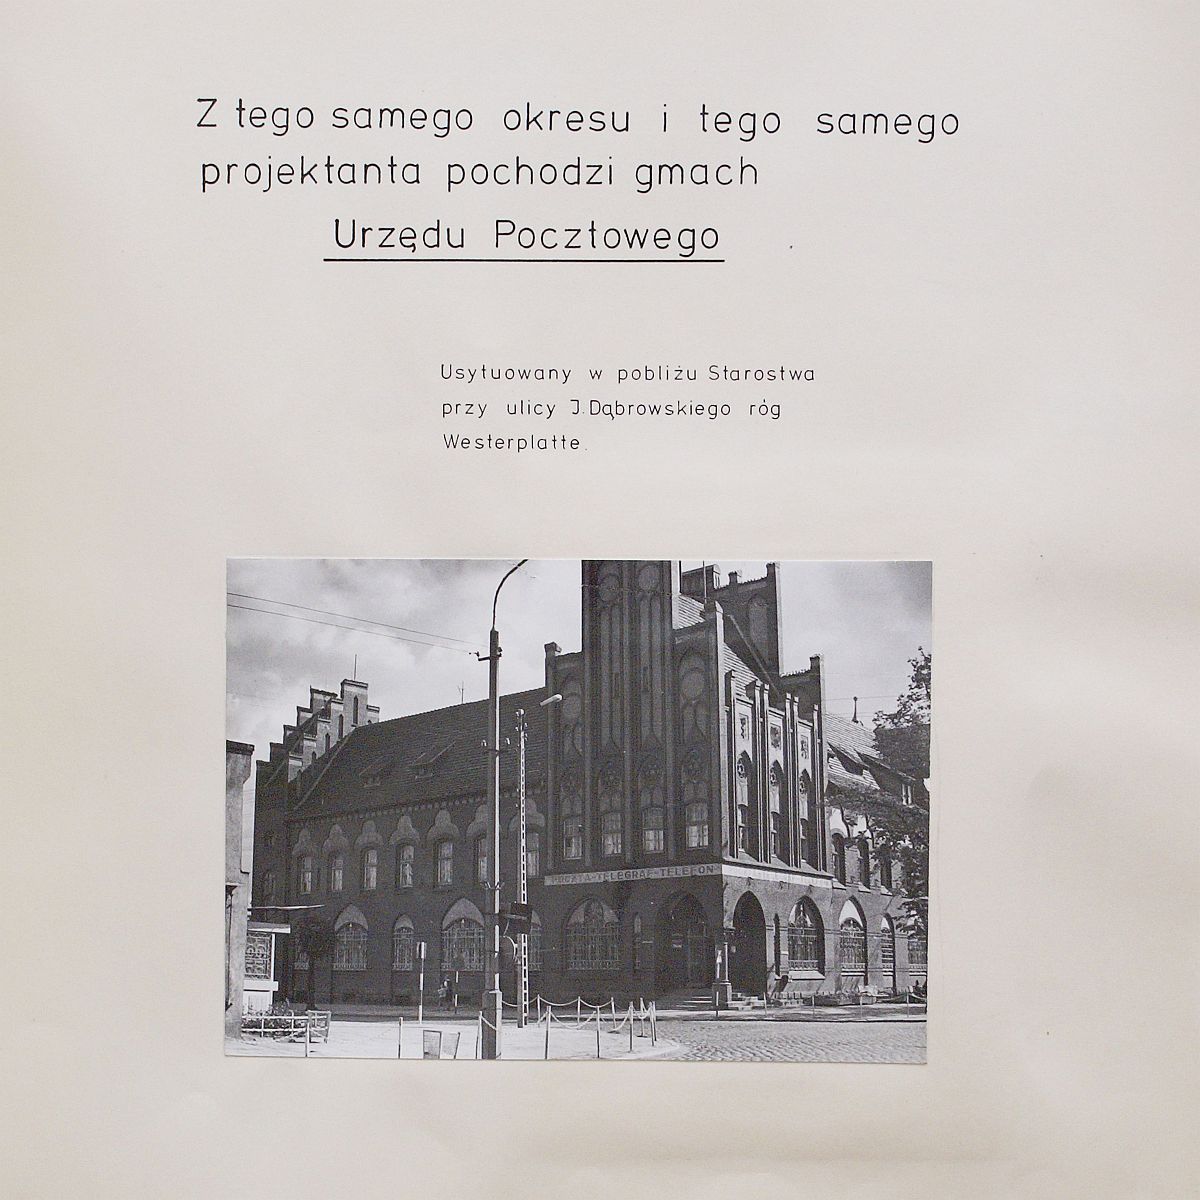 Z tego samego okresu i tego samego
projektanta pochodzi gmach
Urzędu Pocztowego
Usytuowany w pobliżu Starostwa
przy ulicy J. Dąbrowskiego róg
Westerplatte.
POCZTA-TELEGRAF-TELEFON